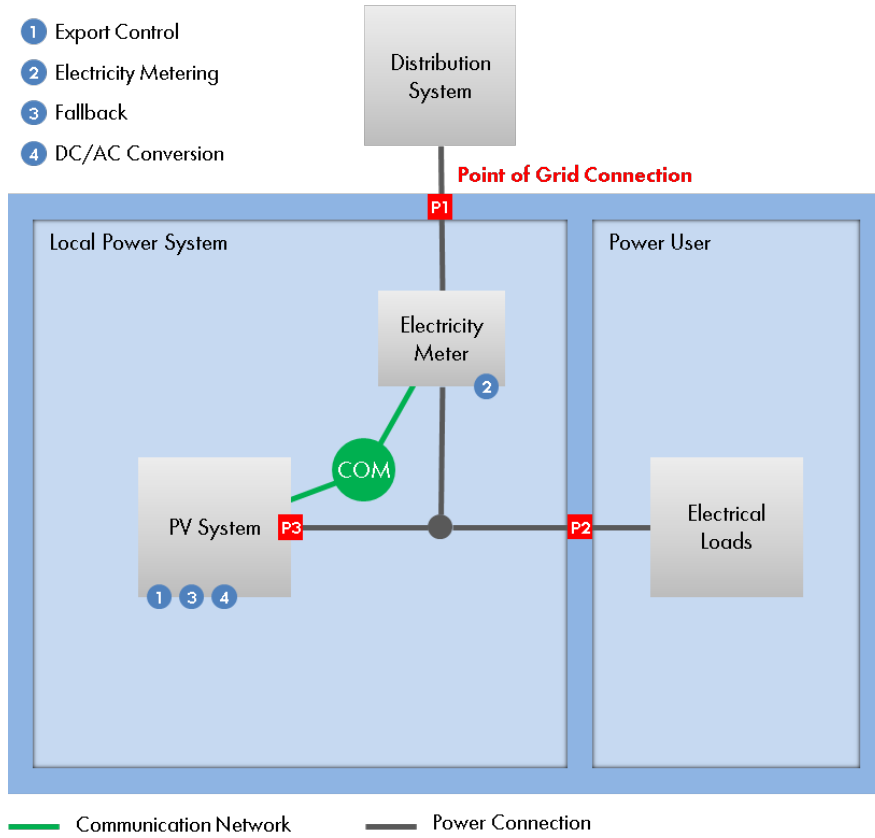 1 Export Control
2 Electricity Metering
3 Fallback
4 DC/AC Conversion
Distribution
System
Point of Grid Connection
P1
Local Power System
Power User
Electricity
Meter
2
COM
PV System
P3
P2
Electrical
Loads
1 3 4
Communication Network
Power Connection